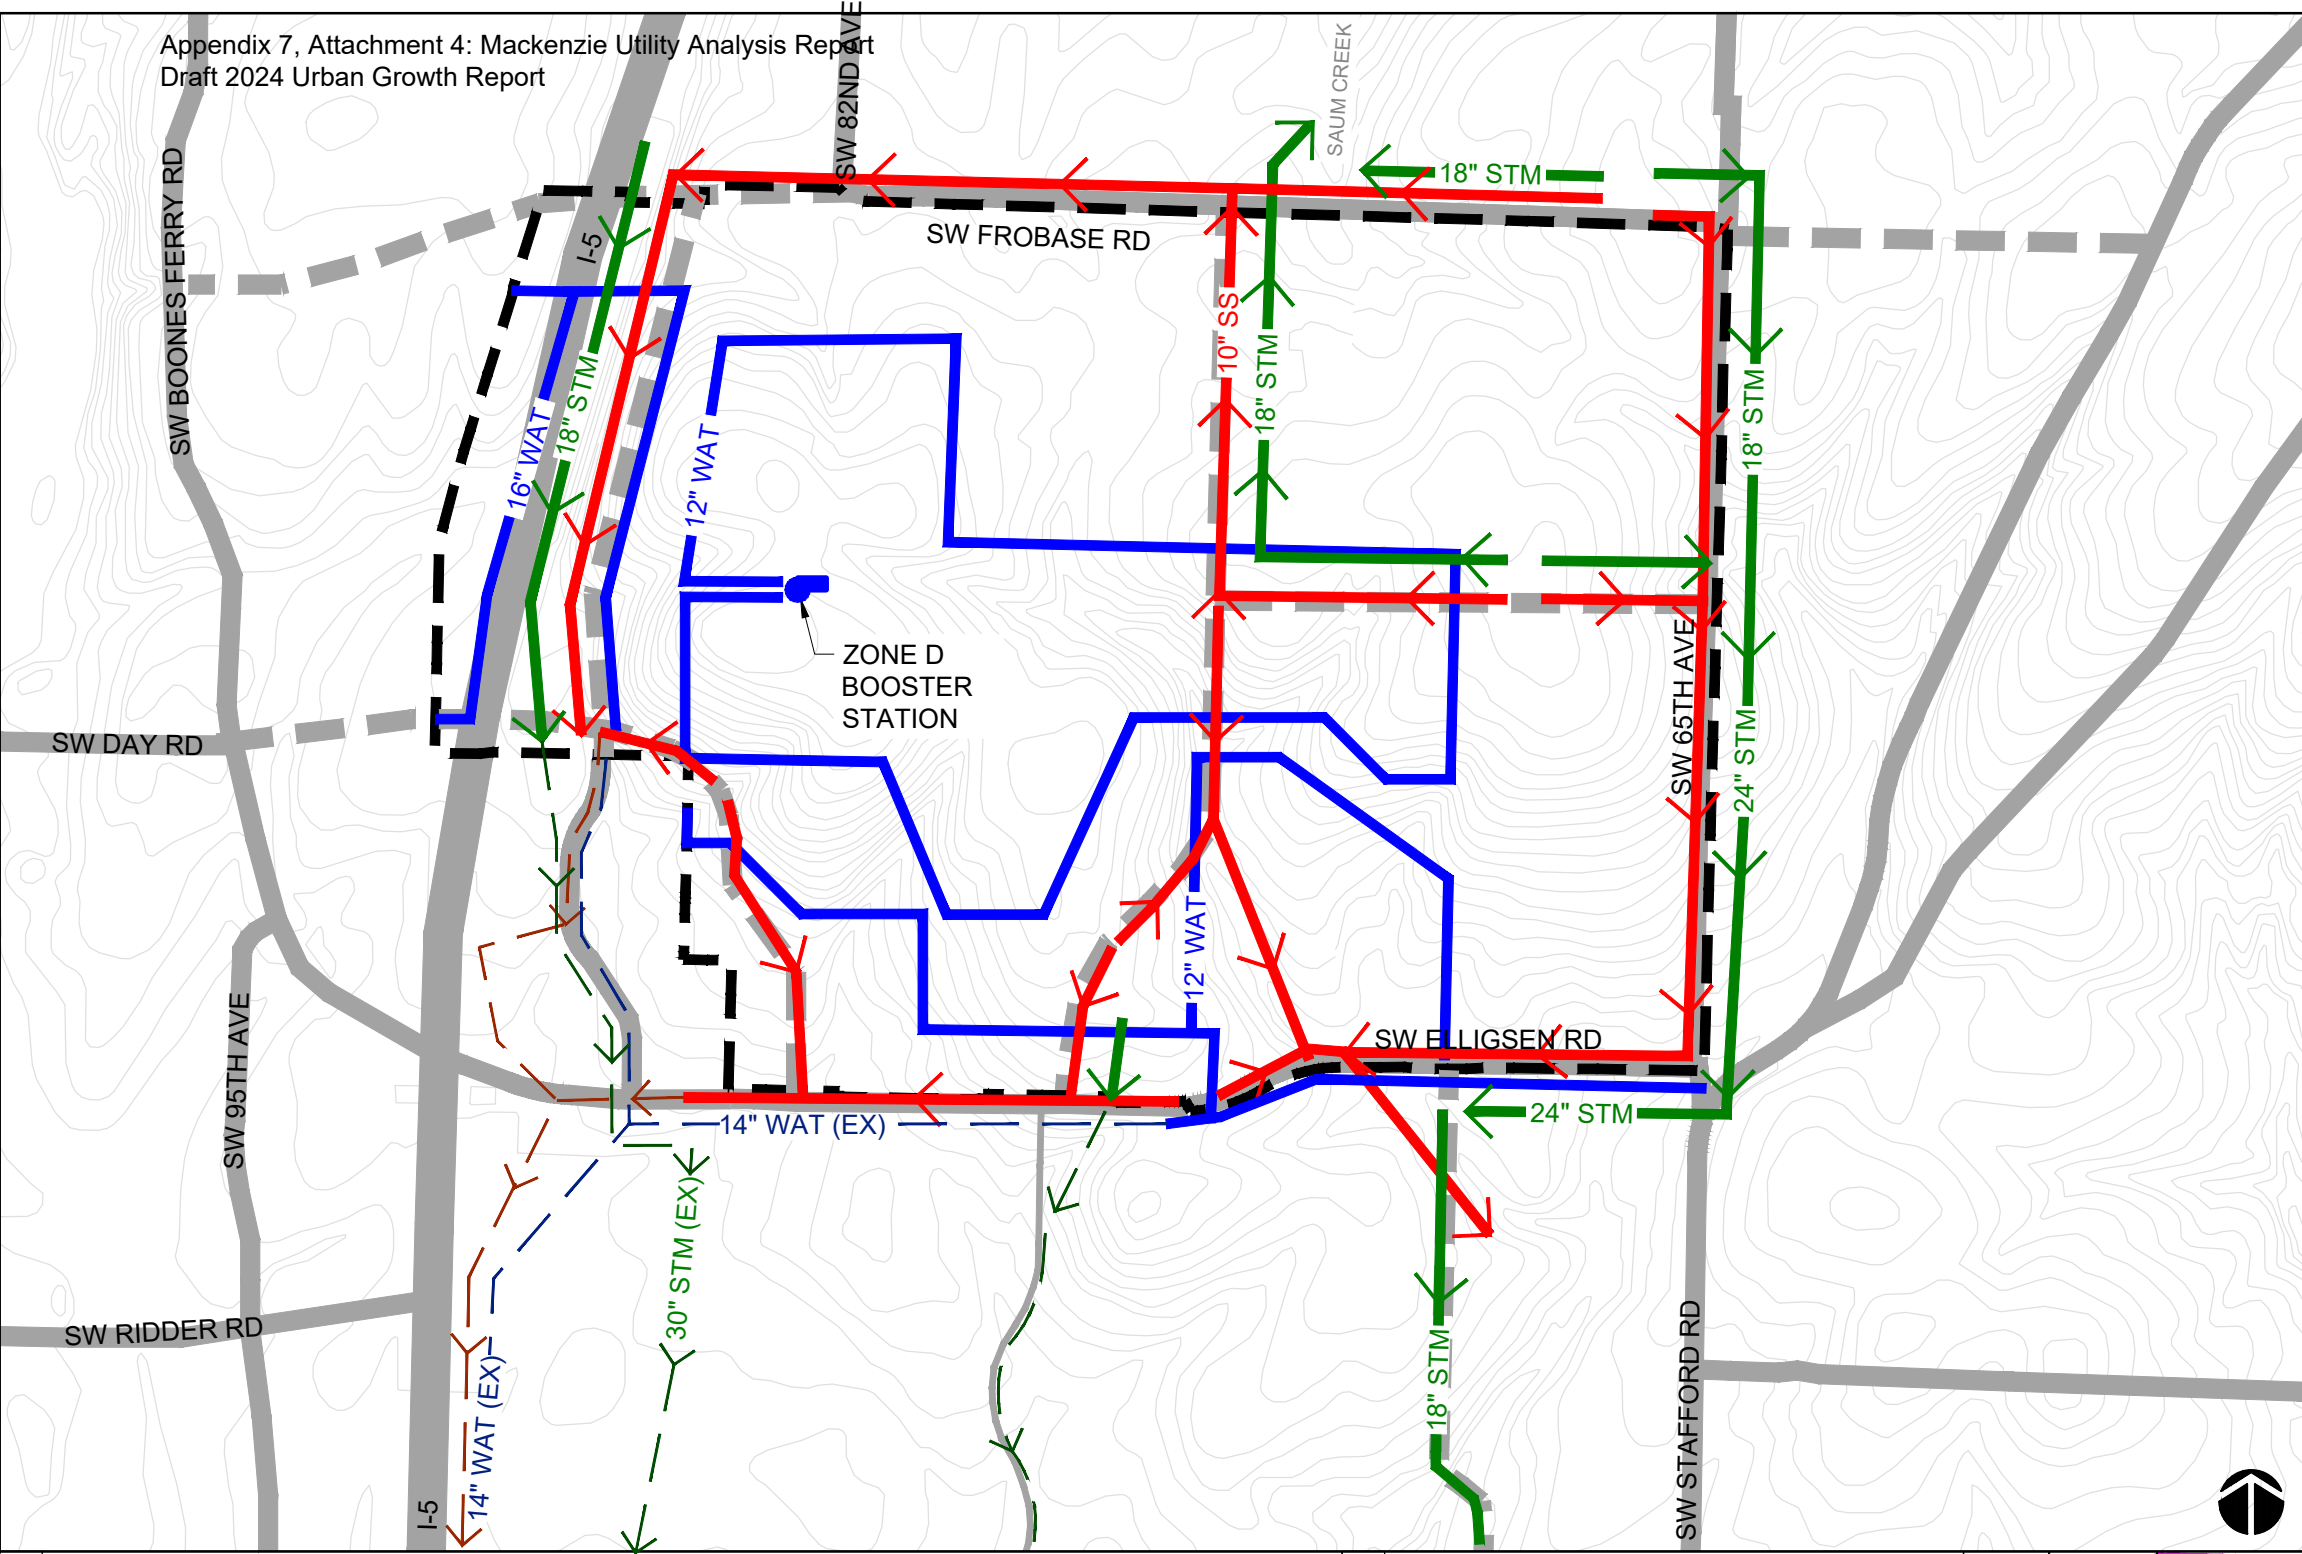 Appendix 7, Attachment 4: Mackenzie Utility Analysis Report
Draft 2024 Urban Growth Report
SW 82ND AVE
SAUM CREEK
SW BOONES FERRY RD
I-5
18" STM
SW FROBASE RD
10" SS
18" STM
18" STM
16" WAT
12" WAT
18" STM
ZONE D
BOOSTER
STATION
SW DAY RD
SW 65TH AVE
24" STM
12" WAT
SW 95TH AVE
SW ELLIGSEN RD
14" WAT (EX)
24" STM
30" STM (EX)
SW RIDDER RD
14" WAT (EX)
18" STM
SW STAFFORD RD
I-5